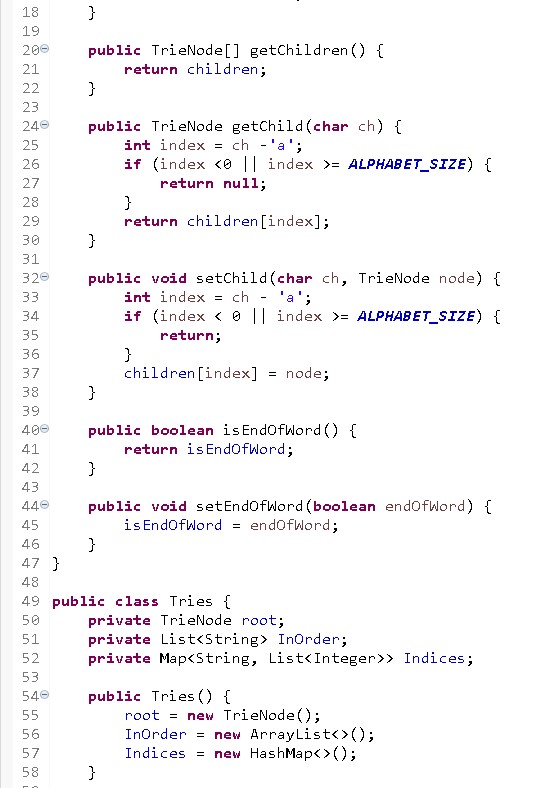 18     }
19
20     public TrieNode[] getChildren() {
21         return children;
22     }
23
24     public TrieNode getChild(char ch) {
25         int index = ch -'a';
26         if (index <0 || index >= ALPHABET_SIZE) {
27             return null;
28         }
29         return children[index];
30     }
31
32     public void setChild(char ch, TrieNode node) {
33         int index = ch - 'a';
34         if (index < 0 || index >= ALPHABET_SIZE) {
35             return;
36         }
37         children[index] = node;
38     }
39
40     public boolean isEndOfWord() {
41         return isEndOfWord;
42     }
43
44     public void setEndOfWord(boolean endOfWord) {
45         isEndOfWord = endOfWord;
46     }
47 }
48
49 public class Tries {
50     private TrieNode root;
51     private List<String> InOrder;
52     private Map<String, List<Integer>> Indices;
53
54     public Tries() {
55         root = new TrieNode();
56         InOrder = new ArrayList<>();
57         Indices = new HashMap<>();
58     }